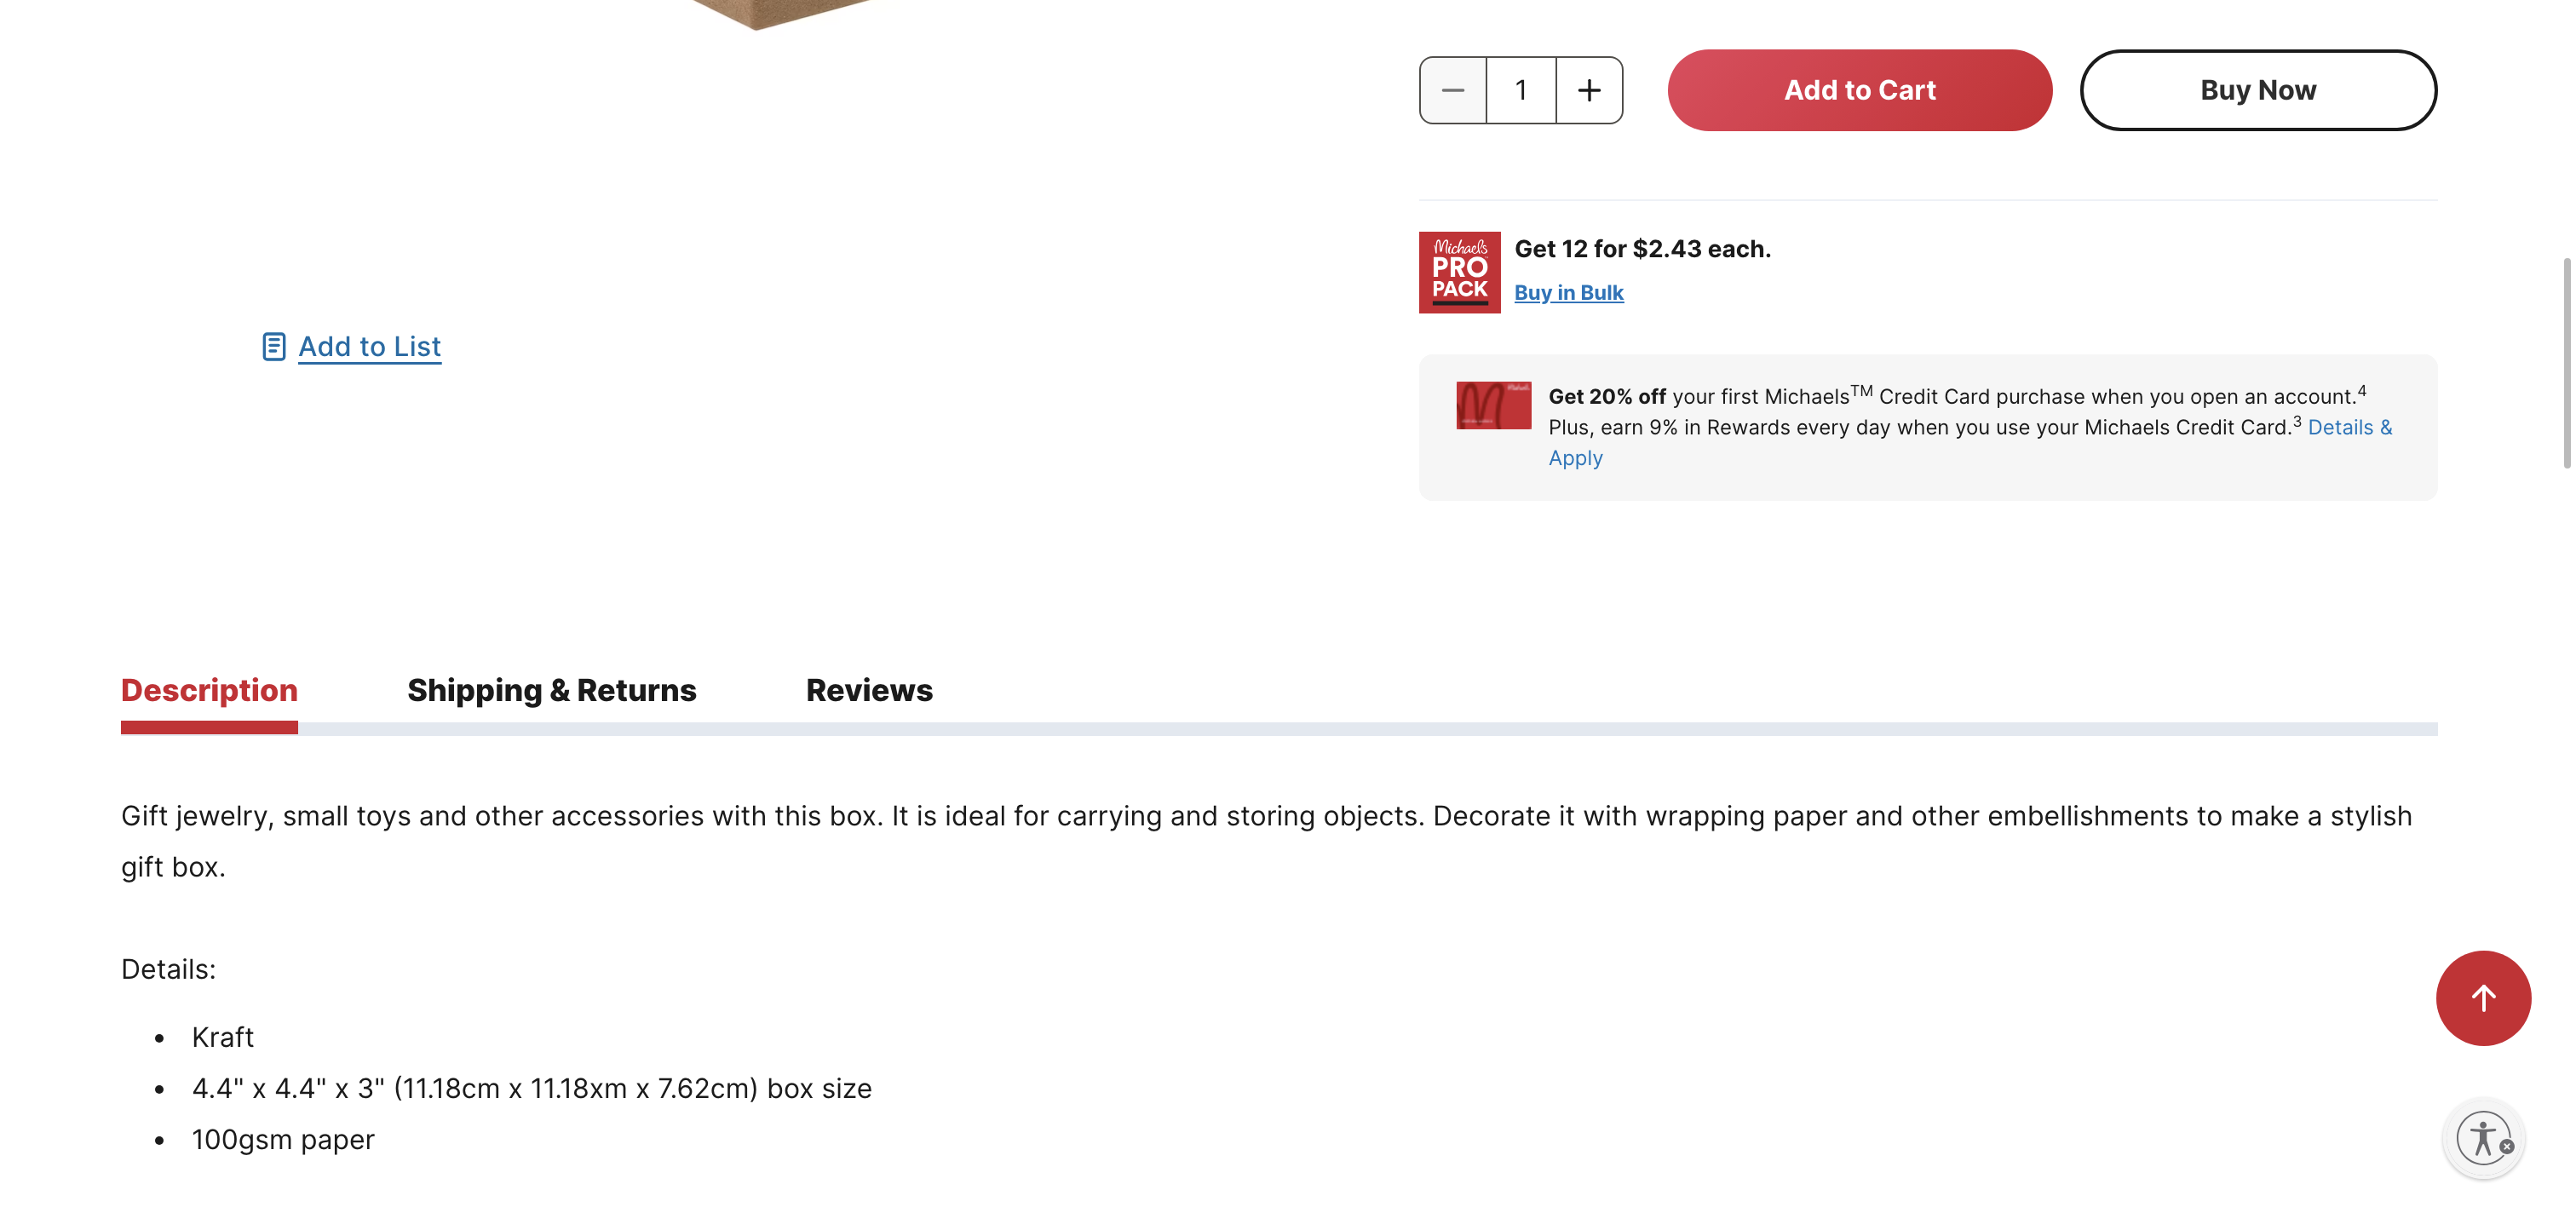 1
Add to Cart
Buy Now
Michaels
PRO
PACK
Get 12 for $2.43 each.
Buy in Bulk
Add to List
Get 20% off your first Michaels™ Credit Card purchase when you open an account.⁴
Plus, earn 9% in Rewards every day when you use your Michaels Credit Card.³ Details &
Apply
Description
Shipping & Returns
Reviews
Gift jewelry, small toys and other accessories with this box. It is ideal for carrying and storing objects. Decorate it with wrapping paper and other embellishments to make a stylish
gift box.
Details:
Kraft
4.4" x 4.4" x 3" (11.18cm x 11.18xm x 7.62cm) box size
100gsm paper